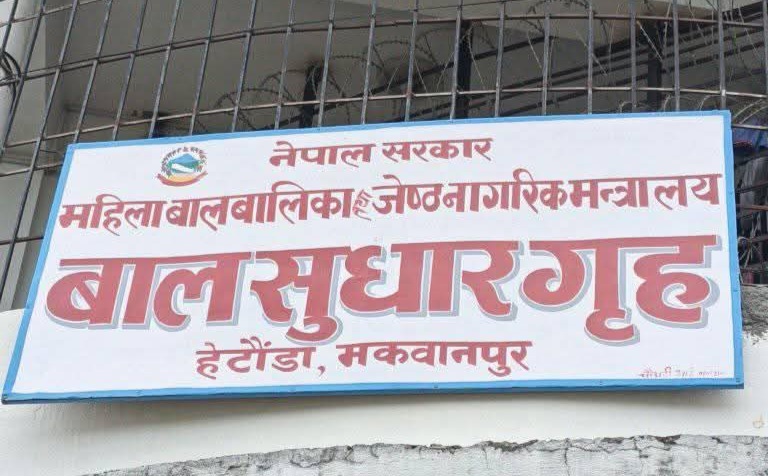 नेपाल सरकार
महिला बालबालिका तथा जेष्ठ नागरिक मन्त्रालय
बाल सुधार गृह
हेटौंडा, मकवानपुर